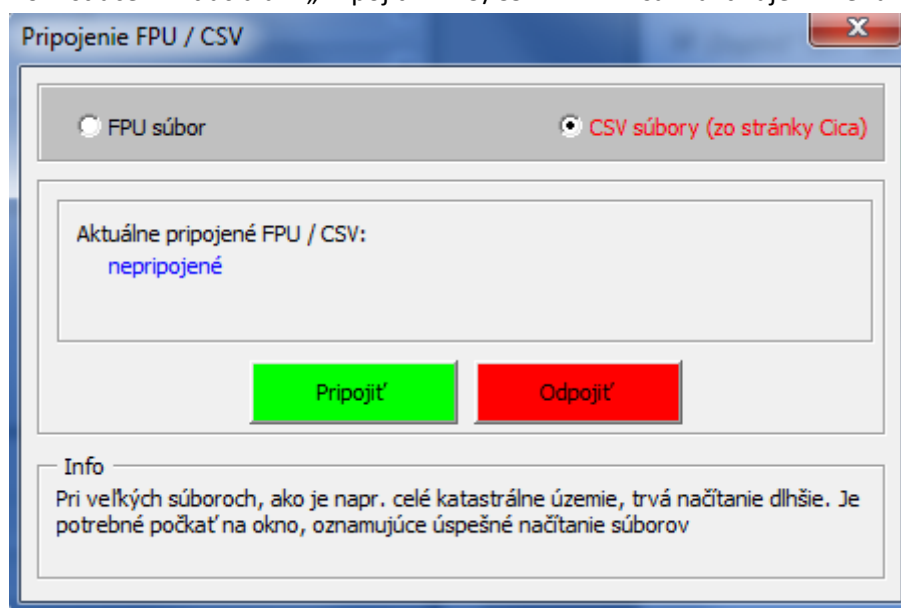 Pripojenie FPU / CSV
FPU súbor
CSV súbory (zo stránky Cica)
Aktuálne pripojené FPU / CSV:
nepripojené
Pripojiť
Odpojiť
Info
Pri veľkých súboroch, ako je napr. celé katastrálne územie, trvá načítanie dlhšie. Je
potrebné počkať na okno, oznamujúce úspešné načítanie súborov